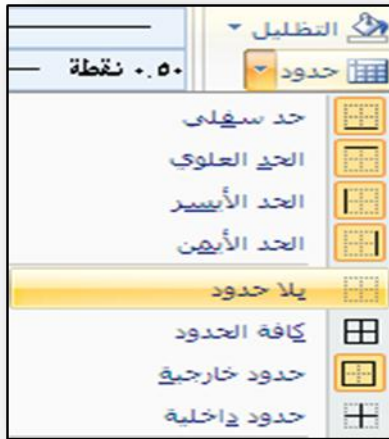 التظليل
حدود
٠.٥٠ نقطة
حد سفلي
الحد العلوي
الحد الأيسر
الحد الأيمن
بلا حدود
كافة الحدود
حدود خارجية
حدود داخلية